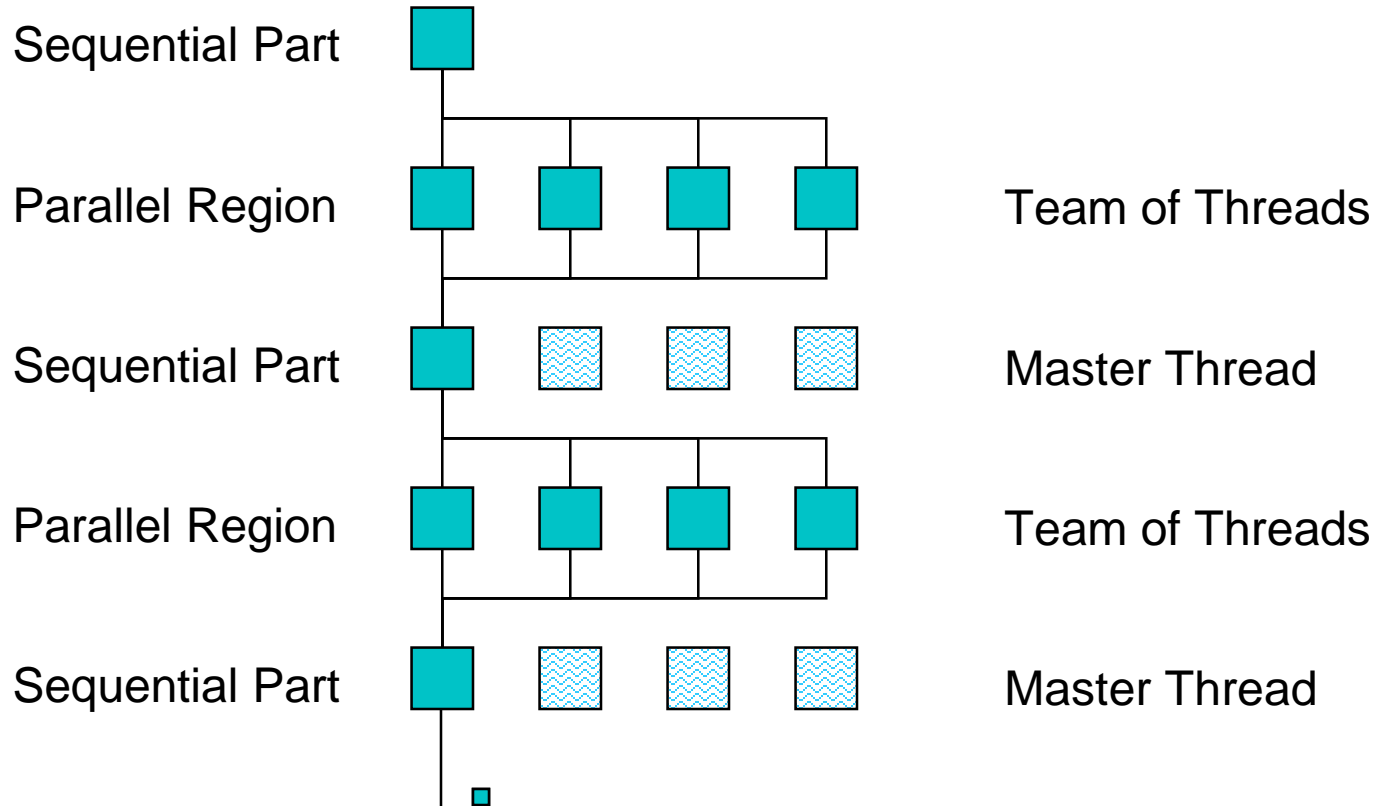 Sequential Part
Parallel Region
Team of Threads
Sequential Part
Master Thread
Parallel Region
Team of Threads
Sequential Part
Master Thread